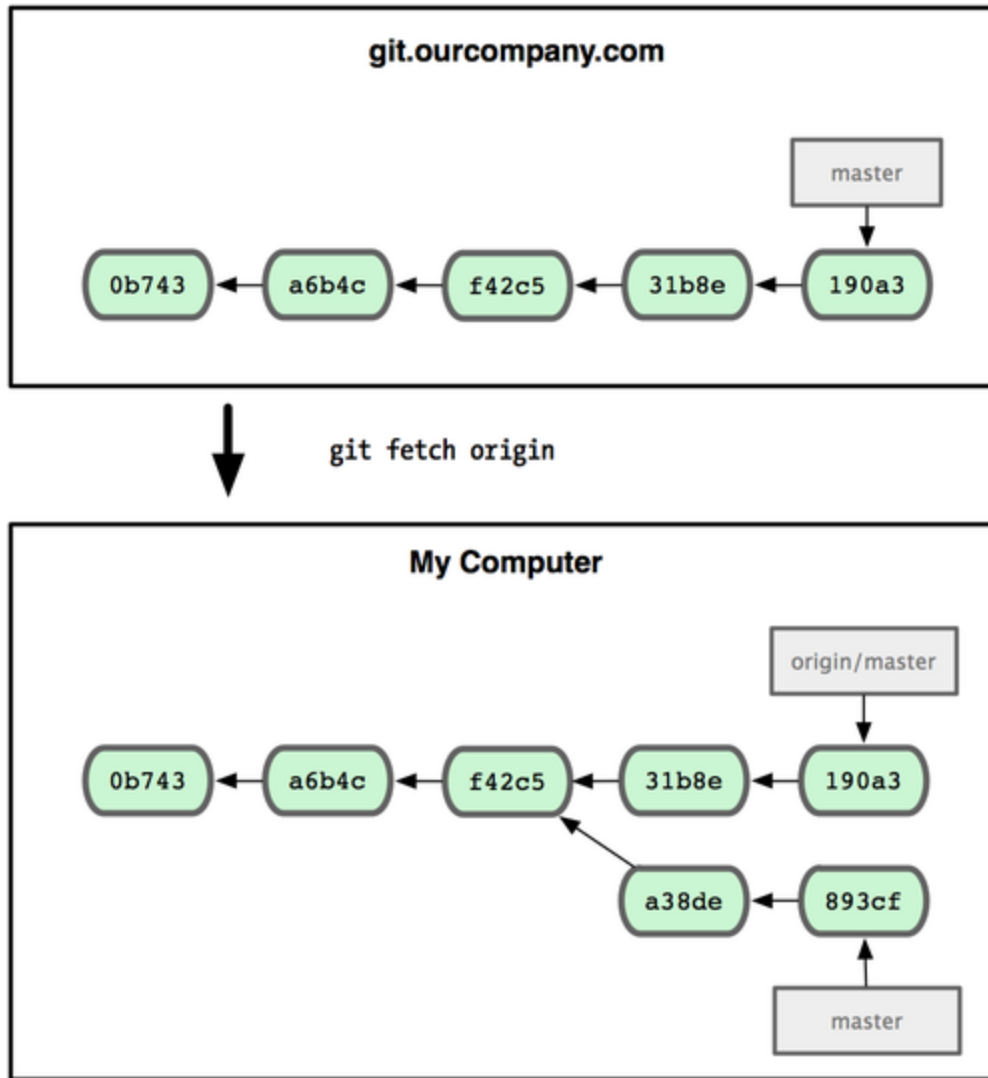 git.ourcompany.com
master
0b743 a6b4c f42c5 31b8e 190a3
git fetch origin
My Computer
origin/master
0b743 a6b4c f42c5 31b8e 190a3
a38de 893cf
master